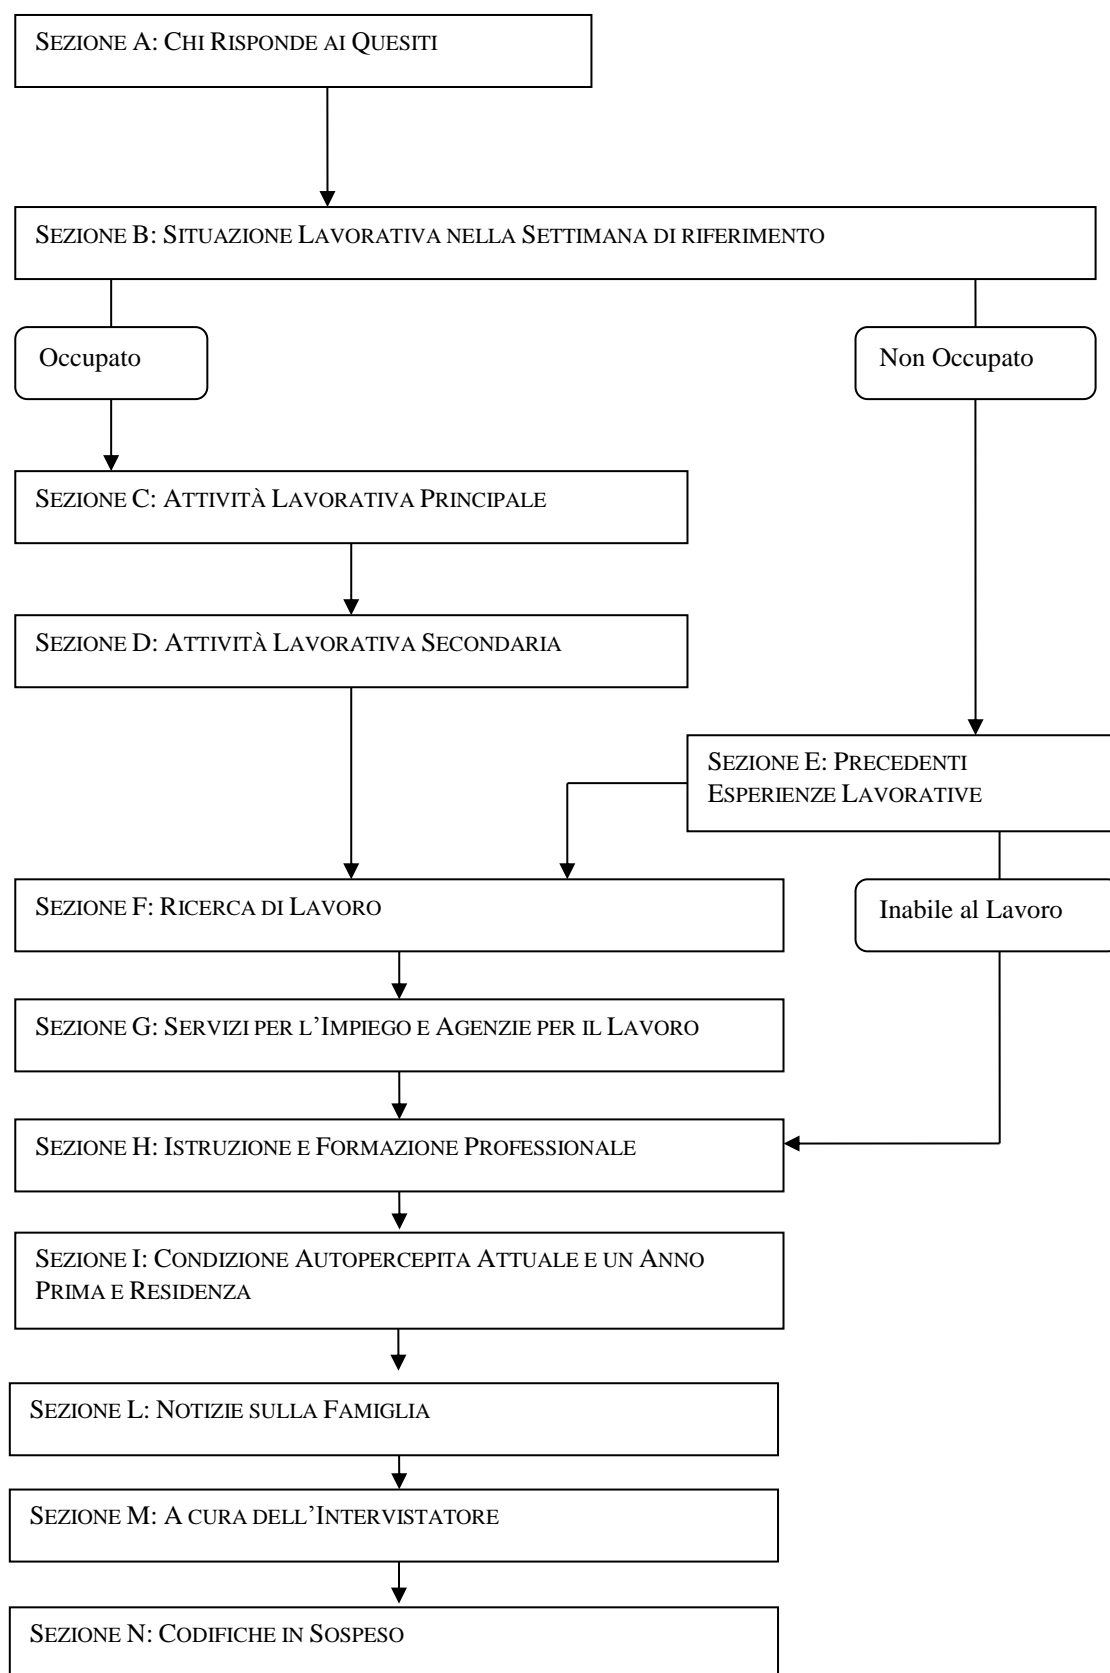 SEZIONE A: CHI RISPONDE AI QUESITI
SEZIONE B: SITUAZIONE LAVORATIVA NELLA SETTIMANA DI RIFERIMENTO
Occupato
Non Occupato
SEZIONE C: ATTIVITÀ LAVORATIVA PRINCIPALE
SEZIONE D: ATTIVITÀ LAVORATIVA SECONDARIA
SEZIONE E: PRECEDENTI
ESPERIENZE LAVORATIVE
SEZIONE F: RICERCA DI LAVORO
Inabile al Lavoro
SEZIONE G: SERVIZI PER L'IMPIEGO E AGENZIE PER IL LAVORO
SEZIONE H: ISTRUZIONE E FORMAZIONE PROFESSIONALE
SEZIONE I: CONDIZIONE AUTOPERCEPITA ATTUALE E UN ANNO
PRIMA E RESIDENZA
SEZIONE L: NOTIZIE SULLA FAMIGLIA
SEZIONE M: A CURA DELL'INTERVISTATORE
SEZIONE N: CODIFICHE IN SOSPESO